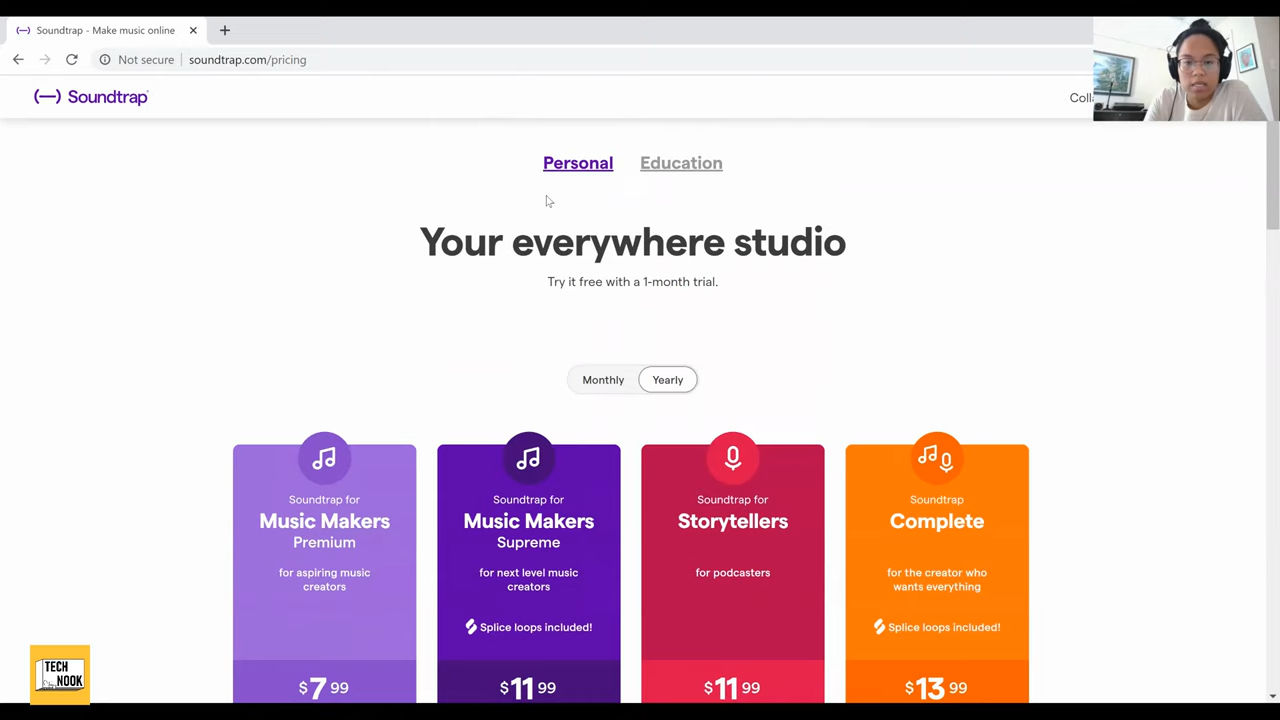 Soundtrap - Make music online
Not secure
soundtrap.com/pricing
Soundtrap
Personal
Education
Your everywhere studio
Try it free with a 1-month trial.
Monthly
Yearly
Soundtrap for
Music Makers
Premium
for aspiring music
creators
$7 99
Soundtrap for
Music Makers
Supreme
for next level music
creators
Splice loops included!
$11 99
Soundtrap for
Storytellers
for podcasters
$11 99
Soundtrap
Complete
for the creator who
wants everything
Splice loops included!
$13 99
TECH
NOOK